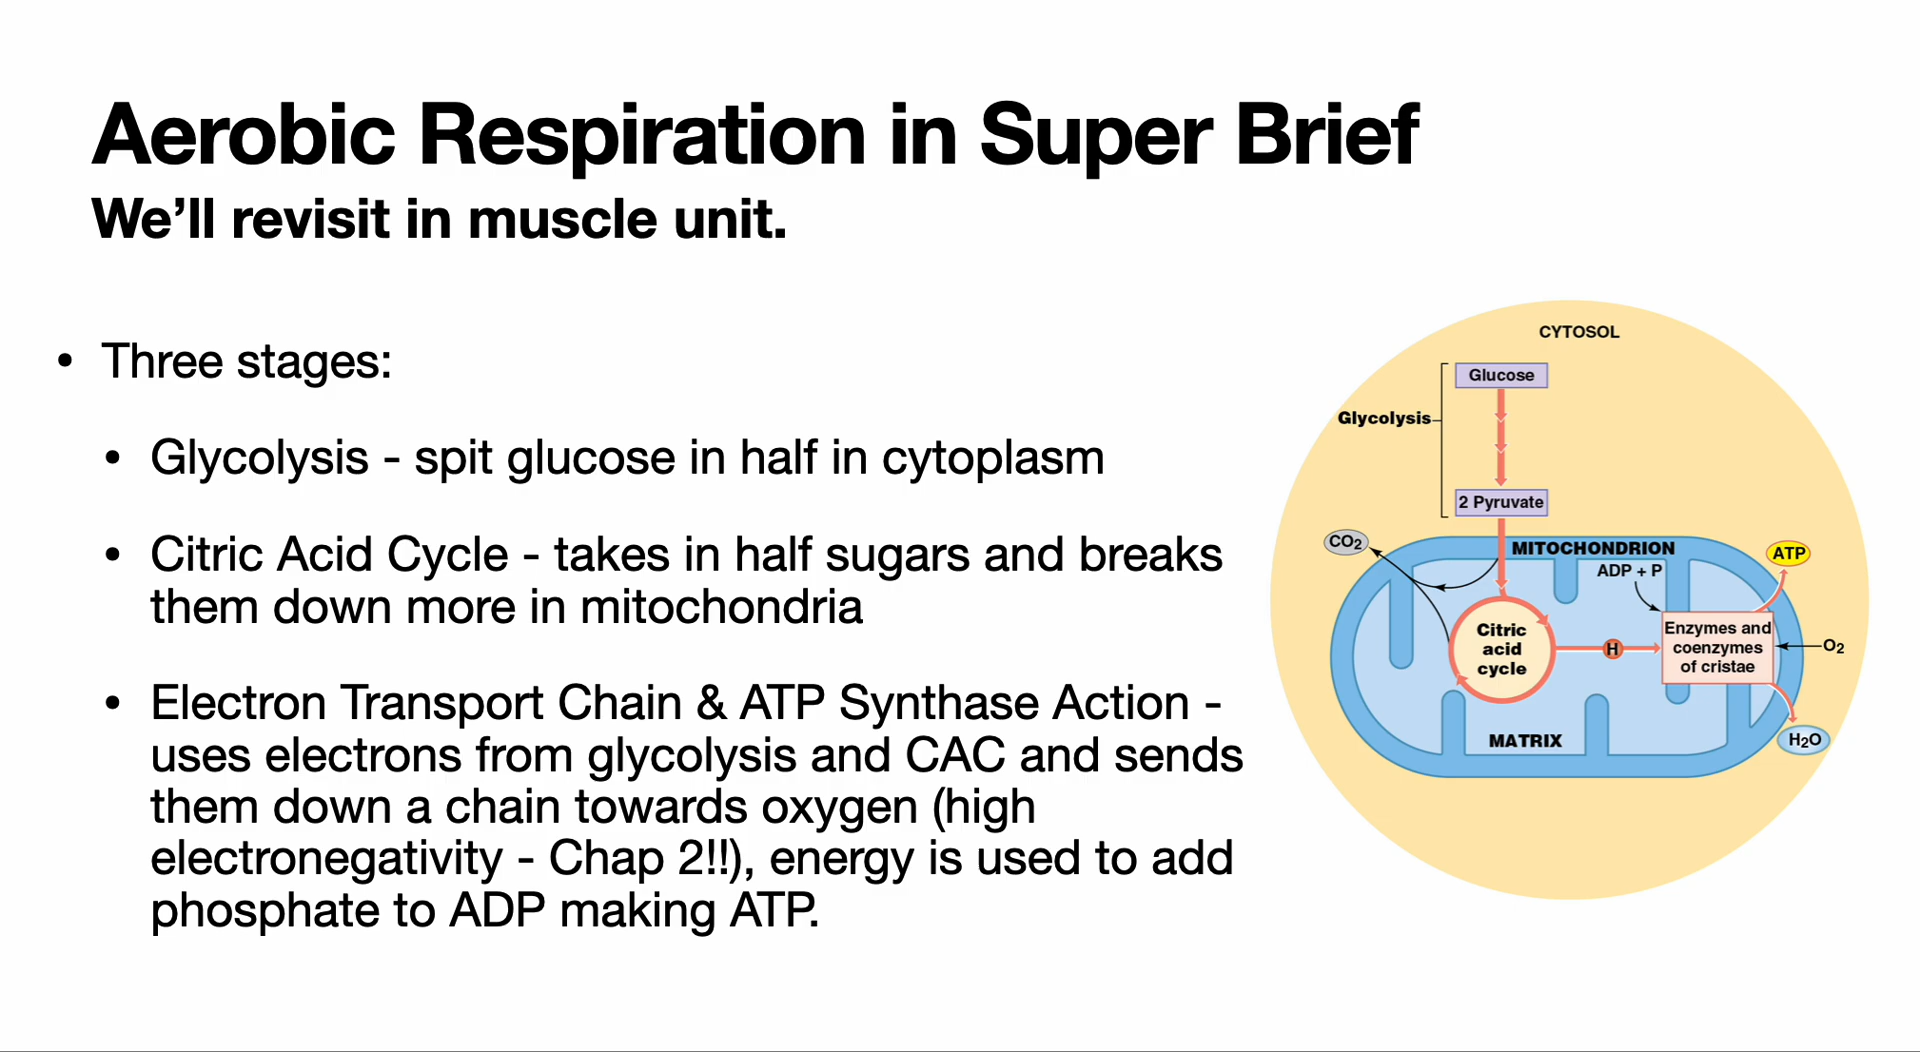 Aerobic Respiration in Super Brief
We’ll revisit in muscle unit.
• Three stages:
• Glycolysis - spit glucose in half in cytoplasm
• Citric Acid Cycle - takes in half sugars and breaks
them down more in mitochondria
• Electron Transport Chain & ATP Synthase Action -
uses electrons from glycolysis and CAC and sends
them down a chain towards oxygen (high
electronegativity - Chap 2!!), energy is used to add
phosphate to ADP making ATP.
CYTOSOL
Glucose
Glycolysis
2 Pyruvate
CO2
MITOCHONDRION
ADP + P
ATP
Citric
acid
cycle
H
Enzymes and
coenzymes
of cristae
O2
MATRIX
H2O